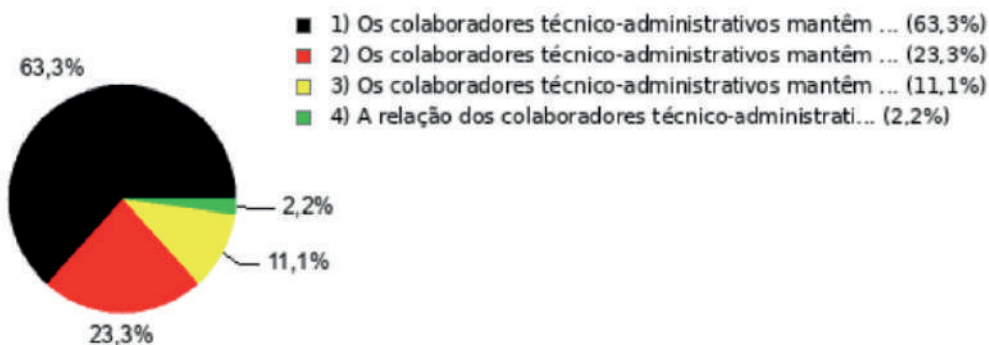 1) Os colaboradores técnico-administrativos mantêm ... (63,3%)
2) Os colaboradores técnico-administrativos mantêm ... (23,3%)
3) Os colaboradores técnico-administrativos mantêm ... (11,1%)
4) A relação dos colaboradores técnico-administrati... (2,2%)
63,3%
2,2%
11,1%
23,3%